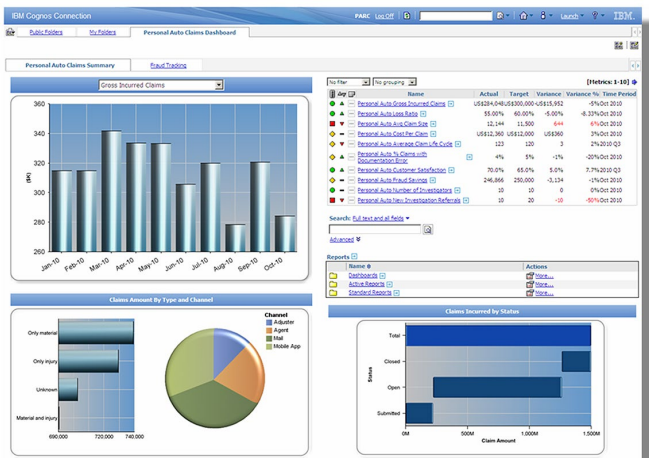 IBM Cognos Connection
PARC Log Off
Launch
IBM.
Public Folders My Folders Personal Auto Claims Dashboard
Personal Auto Claims Summary Fraud Tracking
Gross Incurred Claims
360
340
320
300
280
260
($K)
Jan-10 Feb-10 Mar-10 Apr-10 May-10 Jun-10 Jul-10 Aug-10 Sep-10 Oct-10
No filter No grouping [Metrics: 1-10]
Name Actual Target Variance Variance % Time Period
Personal Auto Gross Incurred Claims US$284,048 US$300,000 -US$15,952 -5% Oct 2010
Personal Auto Loss Ratio 55.00% 60.00% -5.00% -8.33% Oct 2010
Personal Auto Avg Claim Size 12,144 11,500 644 6% Oct 2010
Personal Auto Cost Per Claim US$12,360 US$12,000 US$360 3% Oct 2010
Personal Auto Average Claim Life Cycle 123 120 3 2% 2010 Q3
Personal Auto % Claims with
Documentation Error 4% 5% -1% -20% Oct 2010
Personal Auto Customer Satisfaction 70.0% 65.0% 5.0% 7.7% 2010 Q3
Personal Auto Fraud Savings 246,866 250,000 -3,134 -1% Oct 2010
Personal Auto Number of Investigators 10 10 0 0% Oct 2010
Personal Auto New Investigation Referrals 10 20 -10 -50% Oct 2010
Search: Full text and all fields
Advanced
Reports
Name Actions
Dashboards More...
Active Reports More...
Standard Reports More...
Claims Amount By Type and Channel
Only material
Only injury
Unknown
Material and injury
690,000 720,000 740,000
Channel
Adjuster
Agent
Mail
Mobile App
Claims Incurred by Status
Status
Total
Closed
Open
Submitted
0M 500M 1,000M 1,500M
Claim Amount